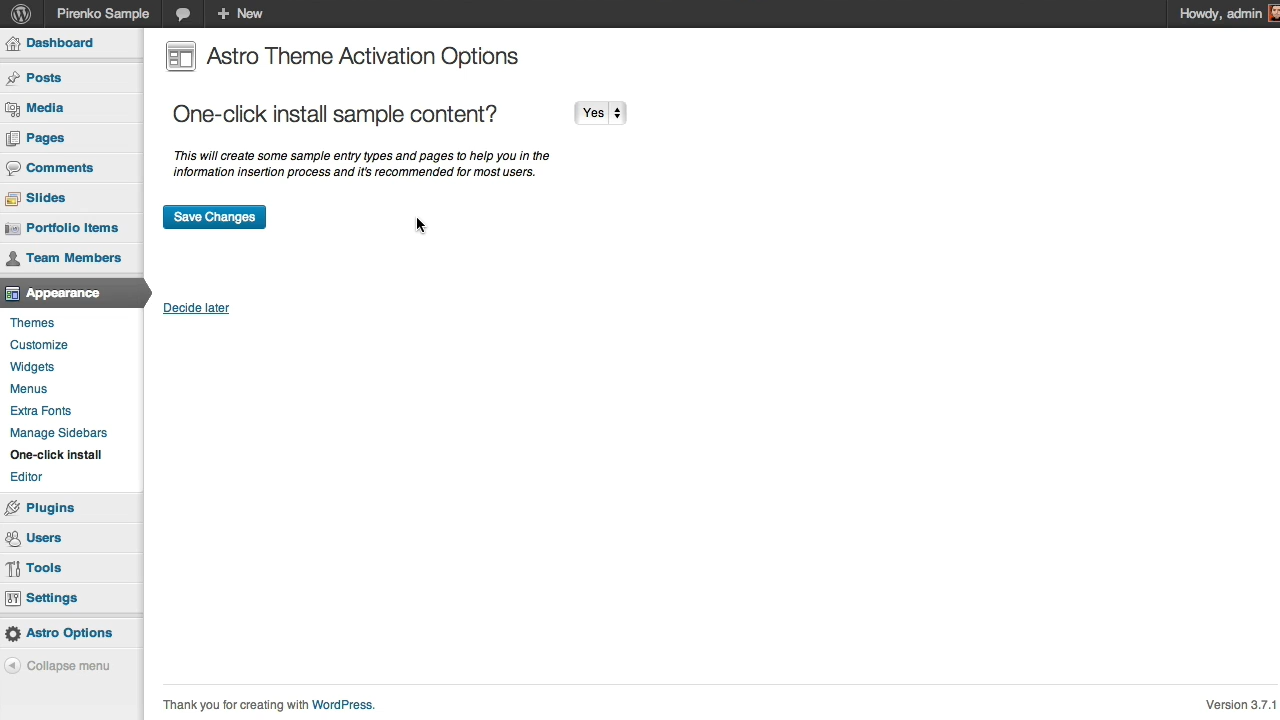 Pirenko Sample
New
Howdy, admin
Dashboard
Posts
Media
Pages
Comments
Slides
Portfolio Items
Team Members
Appearance
Themes
Customize
Widgets
Menus
Extra Fonts
Manage Sidebars
One-click install
Editor
Plugins
Users
Tools
Settings
Astro Options
Collapse menu
Astro Theme Activation Options
One-click install sample content?
Yes
This will create some sample entry types and pages to help you in the
information insertion process and it's recommended for most users.
Save Changes
Decide later
Thank you for creating with WordPress.
Version 3.7.1